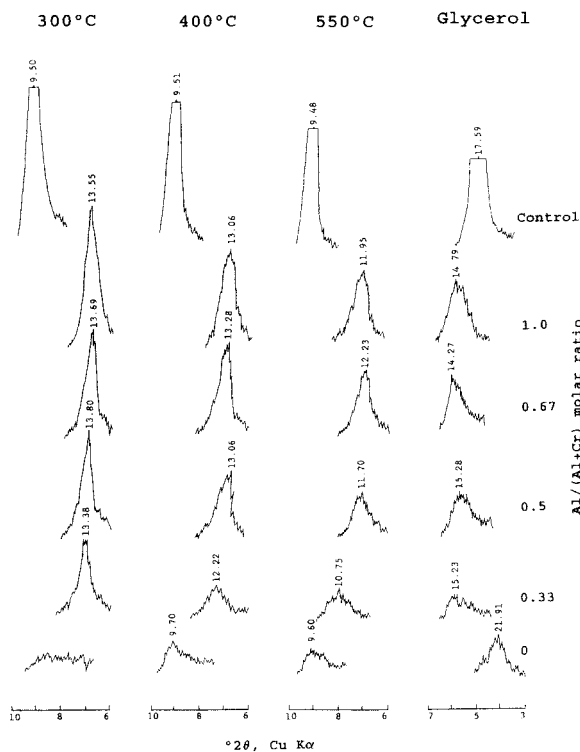 300°C 400°C 550°C Glycerol
9.50 9.51 9.48 17.59
Control
13.55 13.06 11.95 14.79
1.0
13.69 13.28 12.23 14.27
0.67
13.80 13.06 11.70 15.28
0.5
13.38 12.22 10.75 15.23
0.33
9.70 9.60 21.91
0
Al/(Al+Cr) molar ratio
10 8 6 10 8 6 10 8 6 7 5 3
°2θ, Cu Kα